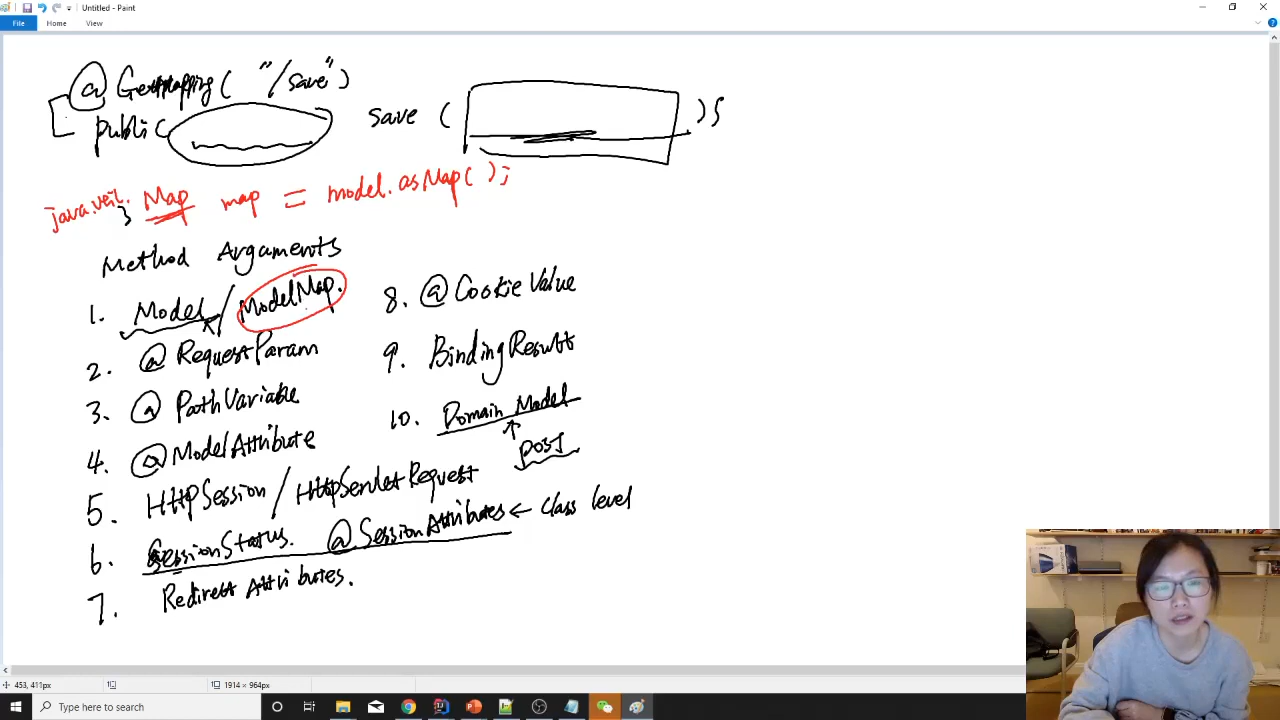 Untitled - Paint
File Home View
@GetMapping( "/save")
public save ( ) {
java.util. Map map = model.asMap( );
}
Method Arguments
1. Model / ModelMap.
2. @RequestParam
3. @PathVariable
4. @ModelAttribute
5. HttpSession / HttpServletRequest
6. SessionStatus. @SessionAttributes ← class level
7. Redirect Attributes.
8. @CookieValue
9. BindingResult
10. Domain Model
↑
POST
453, 411px
1914 × 964px
Type here to search